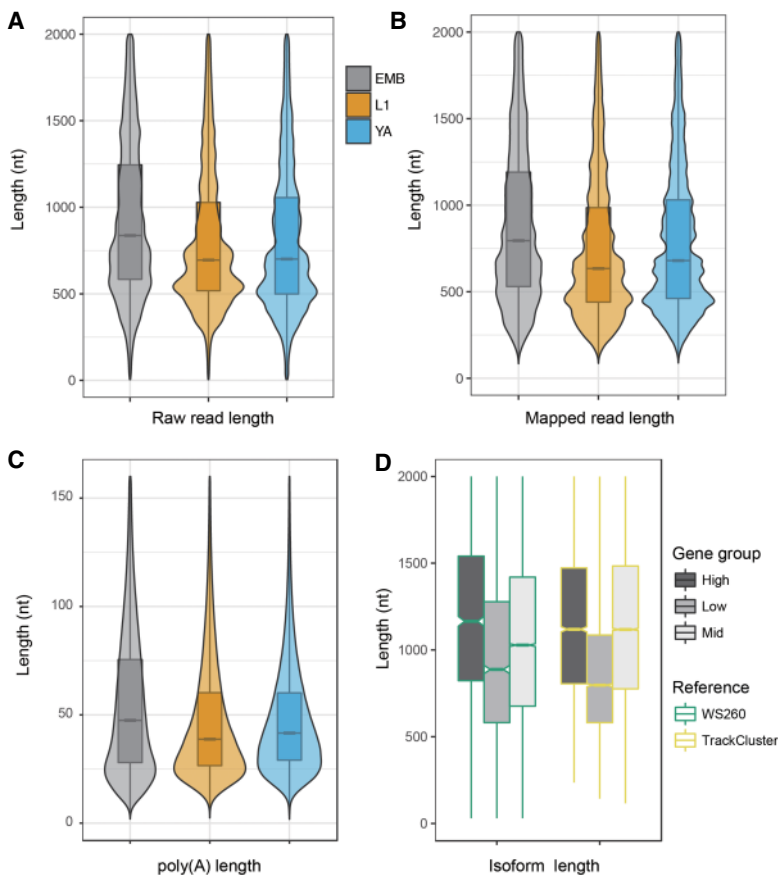 A
2000
1500
1000
500
0
Length (nt)
Raw read length
EMB
L1
YA
B
2000
1500
1000
500
0
Length (nt)
Mapped read length
C
150
100
50
0
Length (nt)
poly(A) length
D
2000
1500
1000
500
0
Length (nt)
Isoform length
Gene group
High
Low
Mid
Reference
WS260
TrackCluster